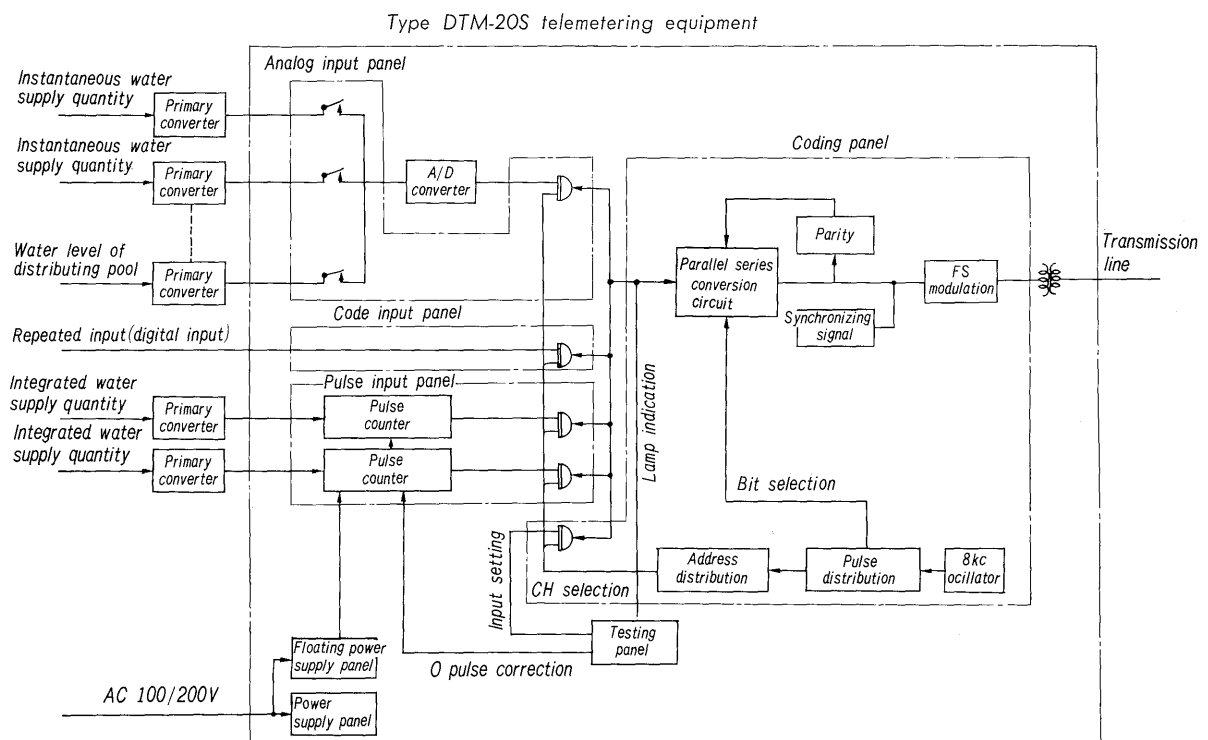 Type DTM-20S telemetering equipment
Analog input panel
Instantaneous water
supply quantity
Primary
converter
Instantaneous water
supply quantity
Primary
converter
A/D
converter
Water level of
distributing pool
Primary
converter
Coding panel
Parity
Parallel series
conversion
circuit
FS
modulation
Synchronizing
signal
Transmission
line
Code input panel
Repeated input (digital input)
Pulse input panel
Integrated water
supply quantity
Primary
converter
Pulse
counter
Integrated water
supply quantity
Primary
converter
Pulse
counter
Lamp indication
Bit selection
Input setting
CH selection
Address
distribution
Pulse
distribution
8kc
ocillator
Testing
panel
O pulse correction
Floating power
supply panel
AC 100/200V
Power
supply panel